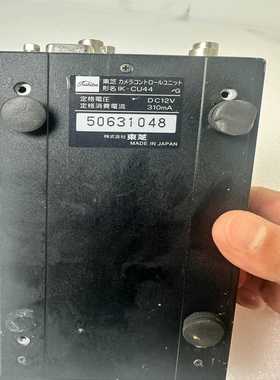 Toshiba
東芝 カメラコントロールユニット
形名 IK-CU44 /G
定格電圧 DC12V
定格消費電流 310mA
50631048
株式会社 東芝
MADE IN JAPAN